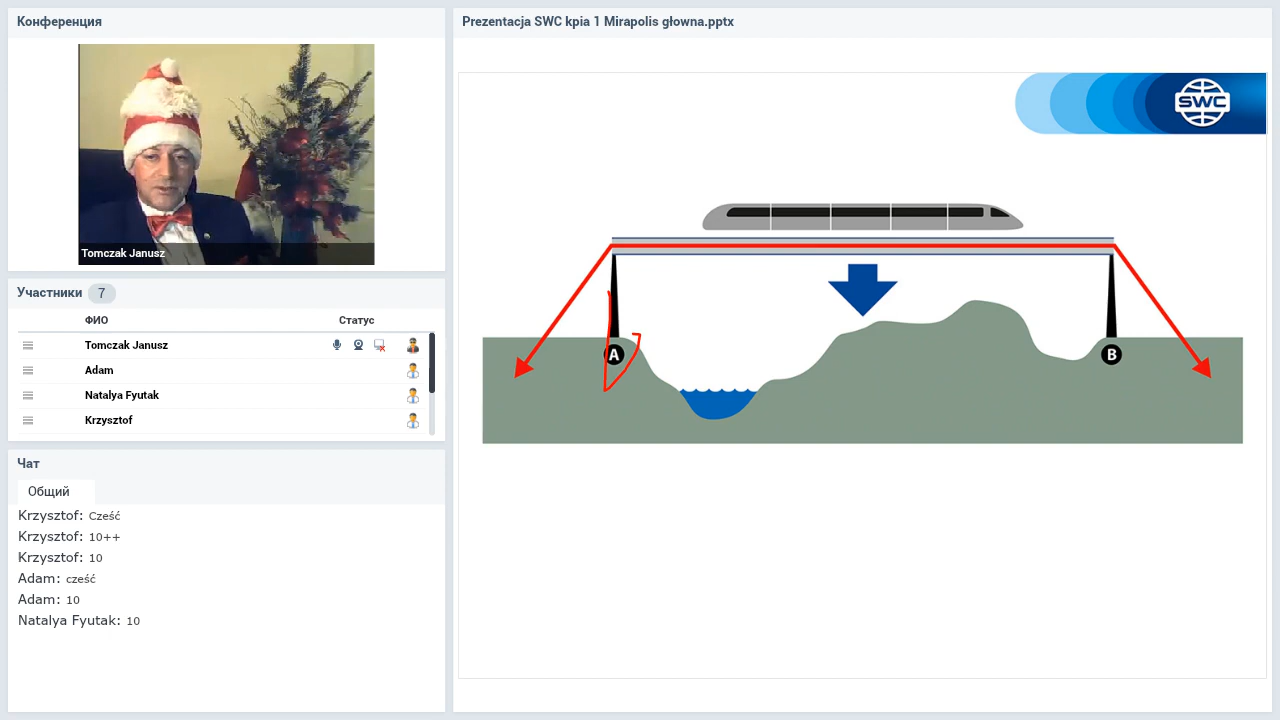 Конференция
Tomczak Janusz
Участники 7
ФИО Статус
Tomczak Janusz
Adam
Natalya Fyutak
Krzysztof
Чат
Общий
Krzysztof: Cześć
Krzysztof: 10++
Krzysztof: 10
Adam: cześć
Adam: 10
Natalya Fyutak: 10
Prezentacja SWC kpia 1 Mirapolis głowna.pptx
SWC
A
B